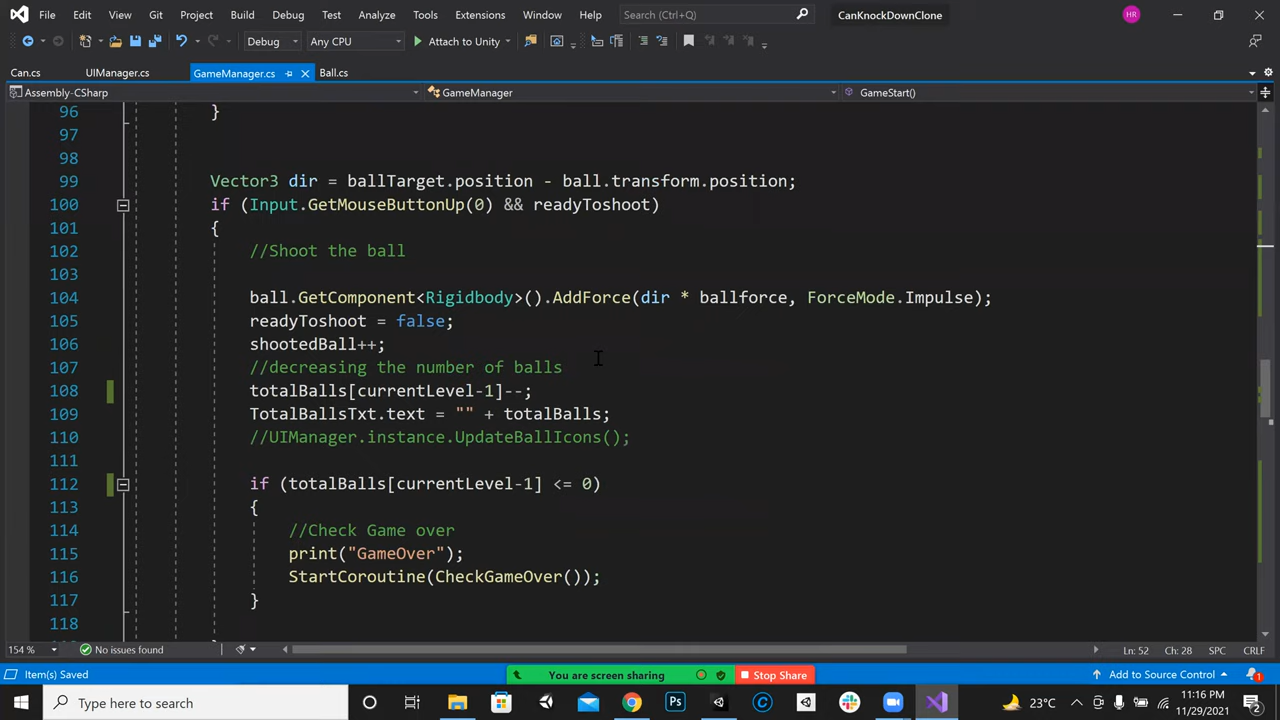 File Edit View Git Project Build Debug Test Analyze Tools Extensions Window Help Search (Ctrl+Q) CanKnockDownClone HR
Debug Any CPU Attach to Unity
Can.cs UIManager.cs GameManager.cs Ball.cs
Assembly-CSharp GameManager GameStart()
96 }
97
98
99 Vector3 dir = ballTarget.position - ball.transform.position;
100 if (Input.GetMouseButtonUp(0) && readyToshoot)
101 {
102 //Shoot the ball
103
104 ball.GetComponent<Rigidbody>().AddForce(dir * ballforce, ForceMode.Impulse);
105 readyToshoot = false;
106 shootedBall++;
107 //decreasing the number of balls
108 totalBalls[currentLevel-1]--;
109 TotalBallsTxt.text = "" + totalBalls;
110 //UIManager.instance.UpdateBallIcons();
111
112 if (totalBalls[currentLevel-1] <= 0)
113 {
114 //Check Game over
115 print("GameOver");
116 StartCoroutine(CheckGameOver());
117 }
118
154 % No issues found Ln: 52 Ch: 28 SPC CRLF
Item(s) Saved You are screen sharing Stop Share Add to Source Control 1
Type here to search Ps 23°C 11:16 PM
11/29/2021 2